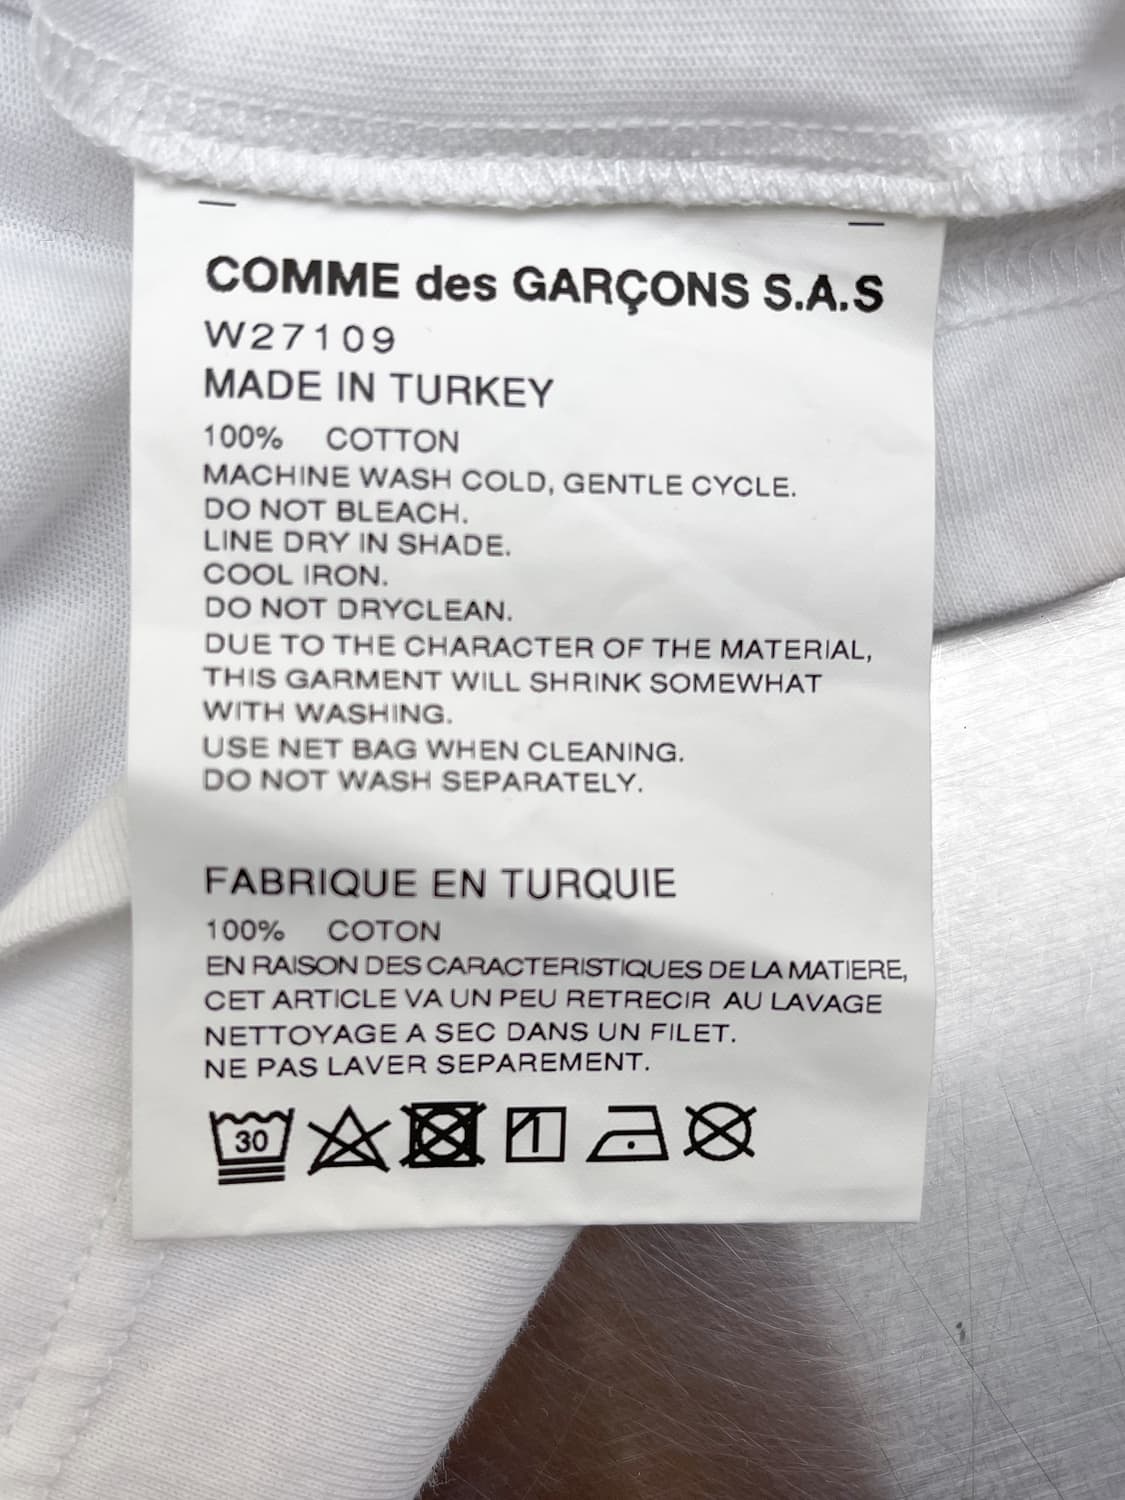 COMME des GARÇONS S.A.S
W27109
MADE IN TURKEY
100% COTTON
MACHINE WASH COLD, GENTLE CYCLE.
DO NOT BLEACH.
LINE DRY IN SHADE.
COOL IRON.
DO NOT DRYCLEAN.
DUE TO THE CHARACTER OF THE MATERIAL,
THIS GARMENT WILL SHRINK SOMEWHAT
WITH WASHING.
USE NET BAG WHEN CLEANING.
DO NOT WASH SEPARATELY.
FABRIQUE EN TURQUIE
100% COTON
EN RAISON DES CARACTERISTIQUES DE LA MATIERE,
CET ARTICLE VA UN PEU RETRECIR AU LAVAGE
NETTOYAGE A SEC DANS UN FILET.
NE PAS LAVER SEPAREMENT.
30